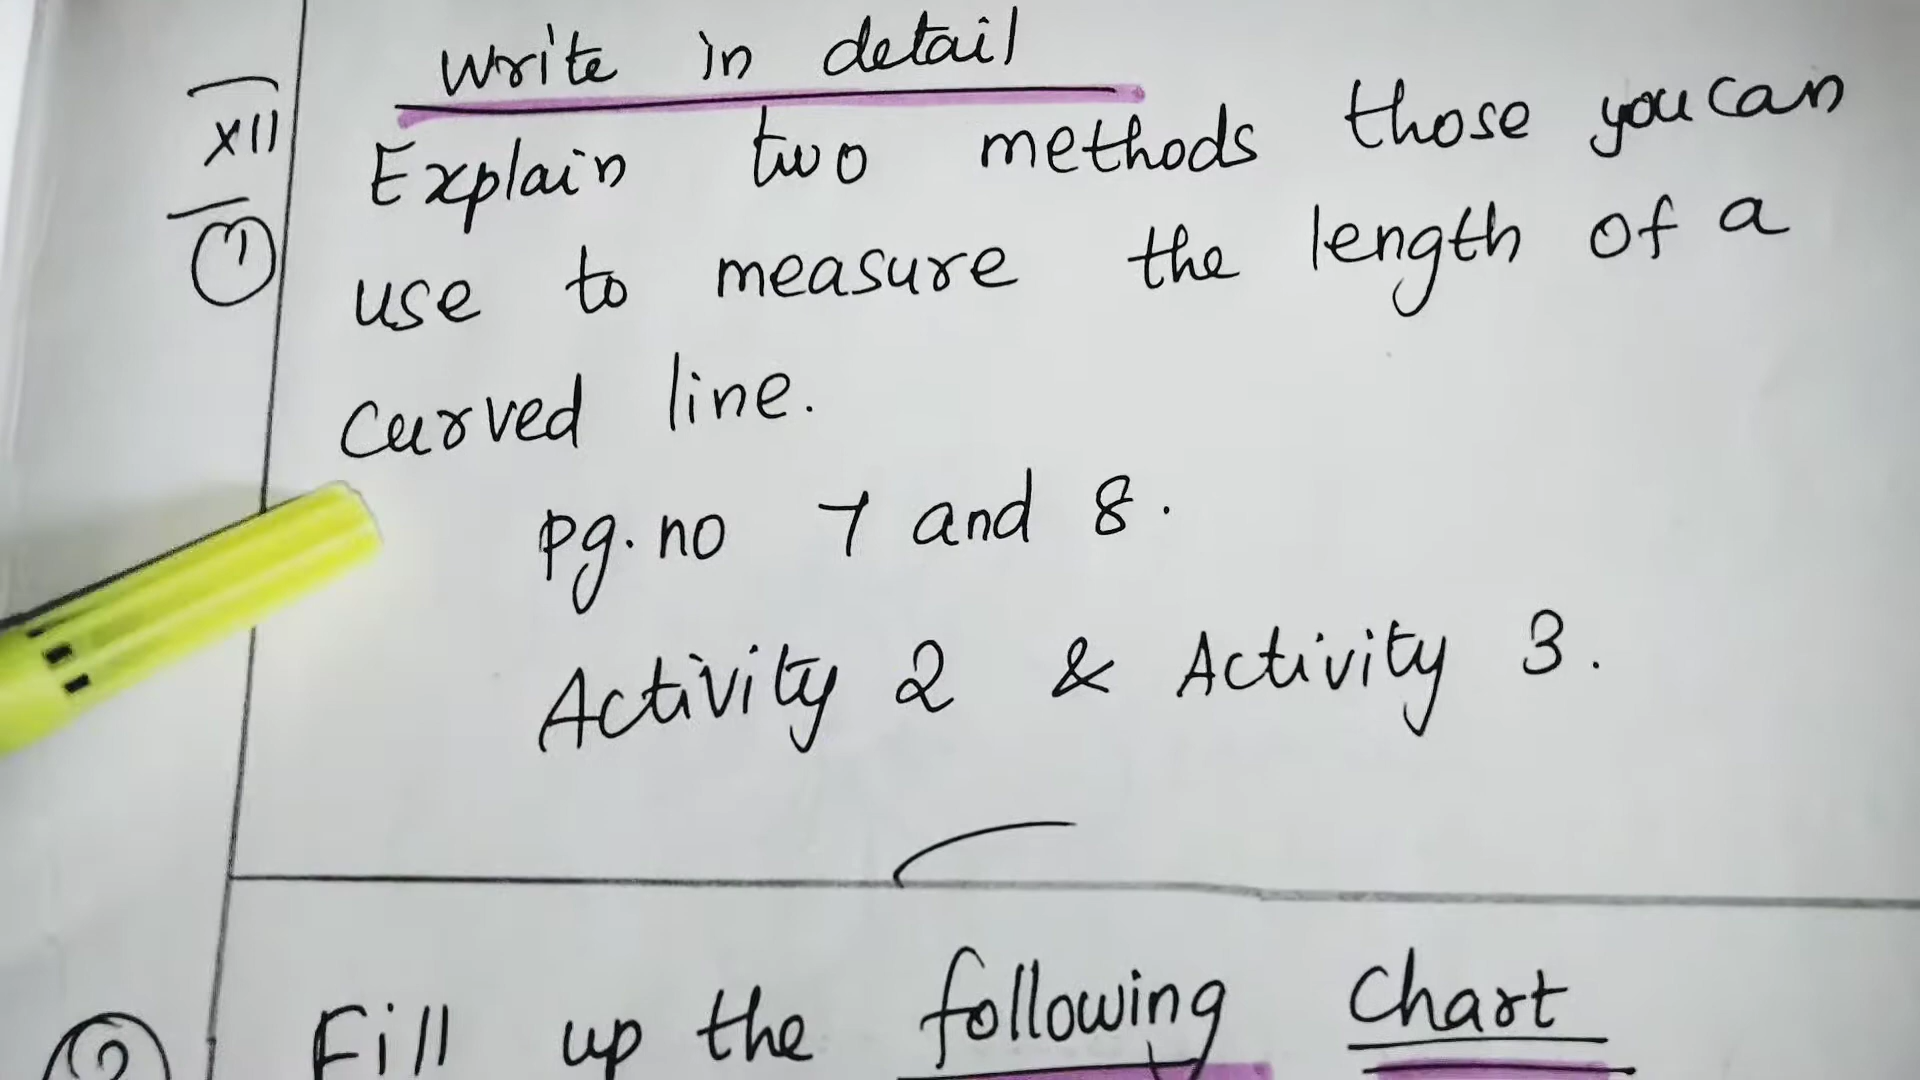 Write in detail
XII
Explain two methods those you can
1
use to measure the length of a
curved line.
pg.no 7 and 8.
Activity 2 & Activity 3.
2 Fill up the following chart